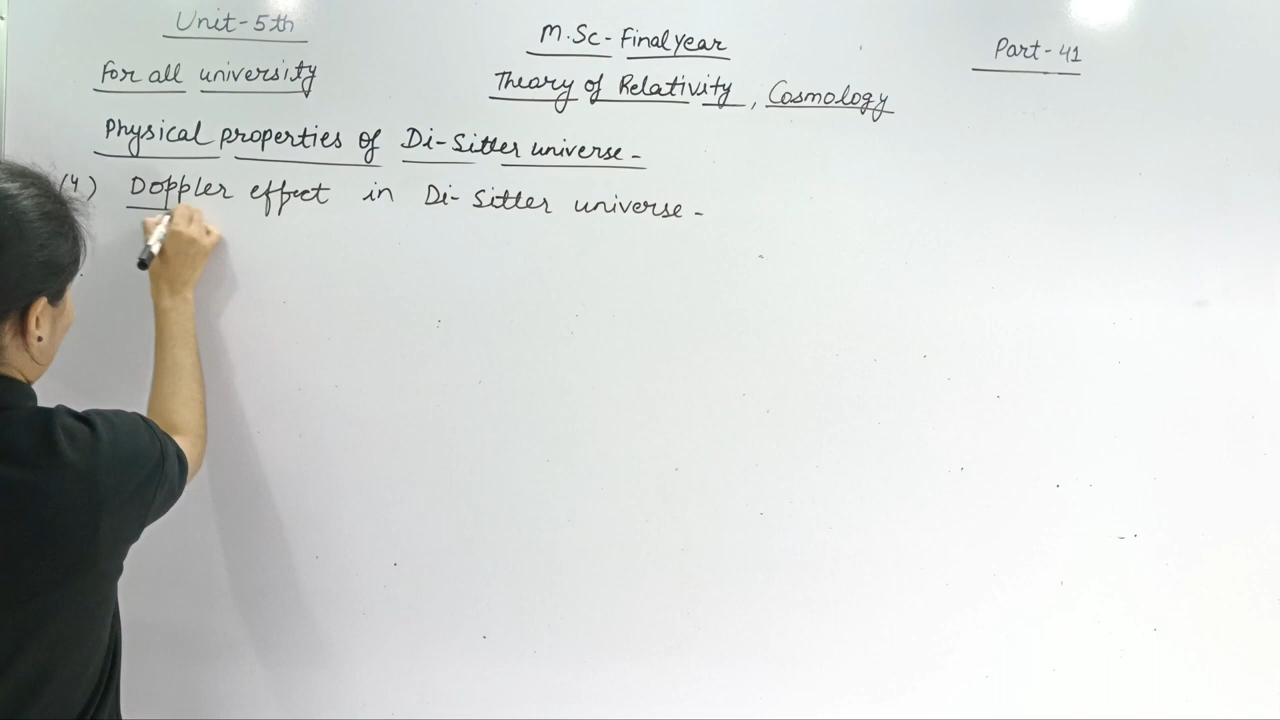 Unit-5th
M.Sc-Final year
Part-41
For all university
Theory of Relativity, Cosmology
Physical properties of Di-Sitter universe-
(4) Doppler effect in Di-Sitter universe-